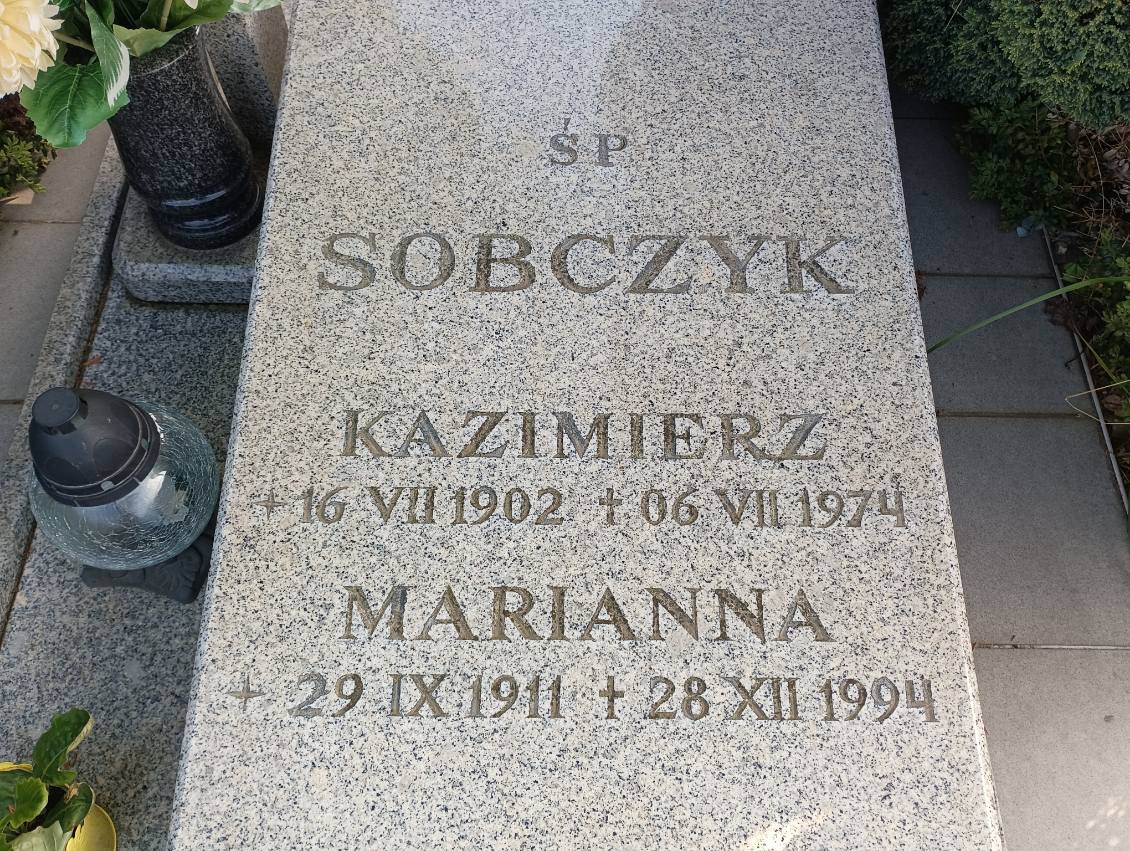 ŚP
SOBCZYK
KAZIMIERZ
+ 16 VII 1902 † 06 VII 1974
MARIANNA
+ 29 IX 1911 † 28 XII 1994